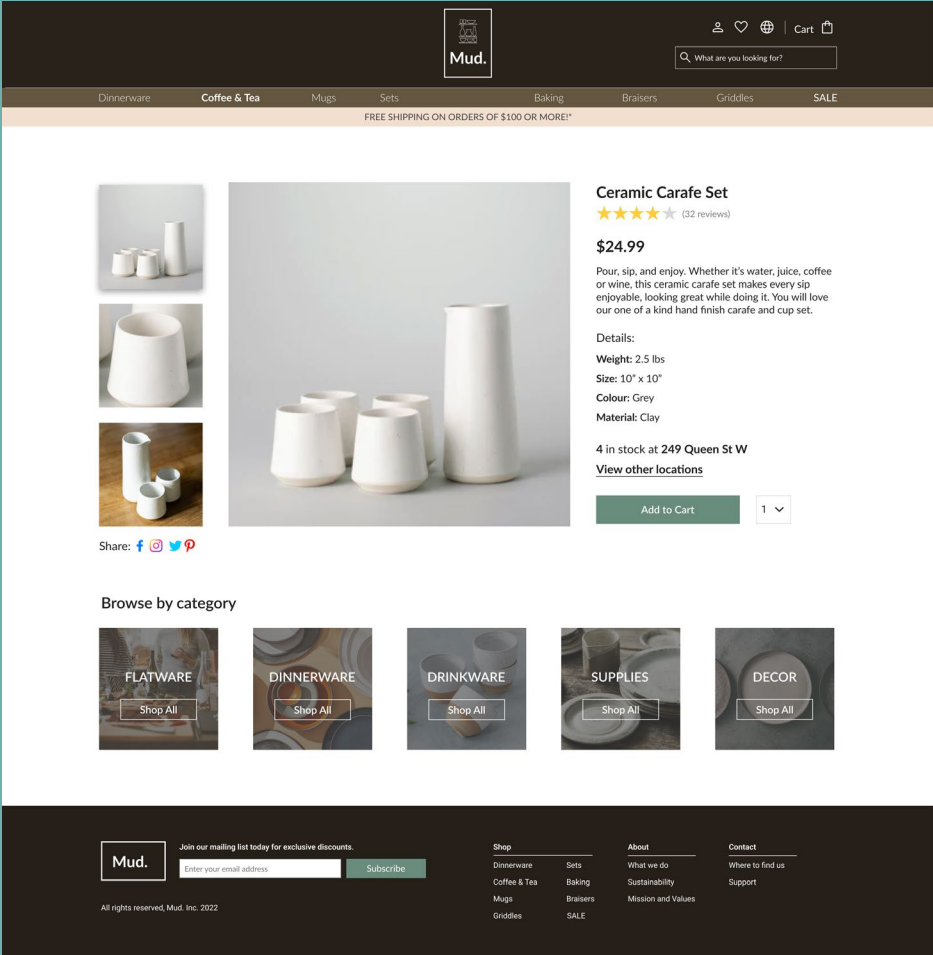 Mud.
Cart
What are you looking for?
Dinnerware
Coffee & Tea
Mugs
Sets
Baking
Braisers
Griddles
SALE
FREE SHIPPING ON ORDERS OF $100 OR MORE!*
Ceramic Carafe Set
(32 reviews)
$24.99
Pour, sip, and enjoy. Whether it's water, juice, coffee
or wine, this ceramic carafe set makes every sip
enjoyable, looking great while doing it. You will love
our one of a kind hand finish carafe and cup set.
Details:
Weight: 2.5 lbs
Size: 10" x 10"
Colour: Grey
Material: Clay
4 in stock at 249 Queen St W
View other locations
Add to Cart
1
Share:
Browse by category
FLATWARE
Shop All
DINNERWARE
Shop All
DRINKWARE
Shop All
SUPPLIES
Shop All
DECOR
Shop All
Mud.
Join our mailing list today for exclusive discounts.
Enter your email address
Subscribe
All rights reserved, Mud. Inc. 2022
Shop
Dinnerware
Coffee & Tea
Mugs
Griddles
Sets
Baking
Braisers
SALE
About
What we do
Sustainability
Mission and Values
Contact
Where to find us
Support